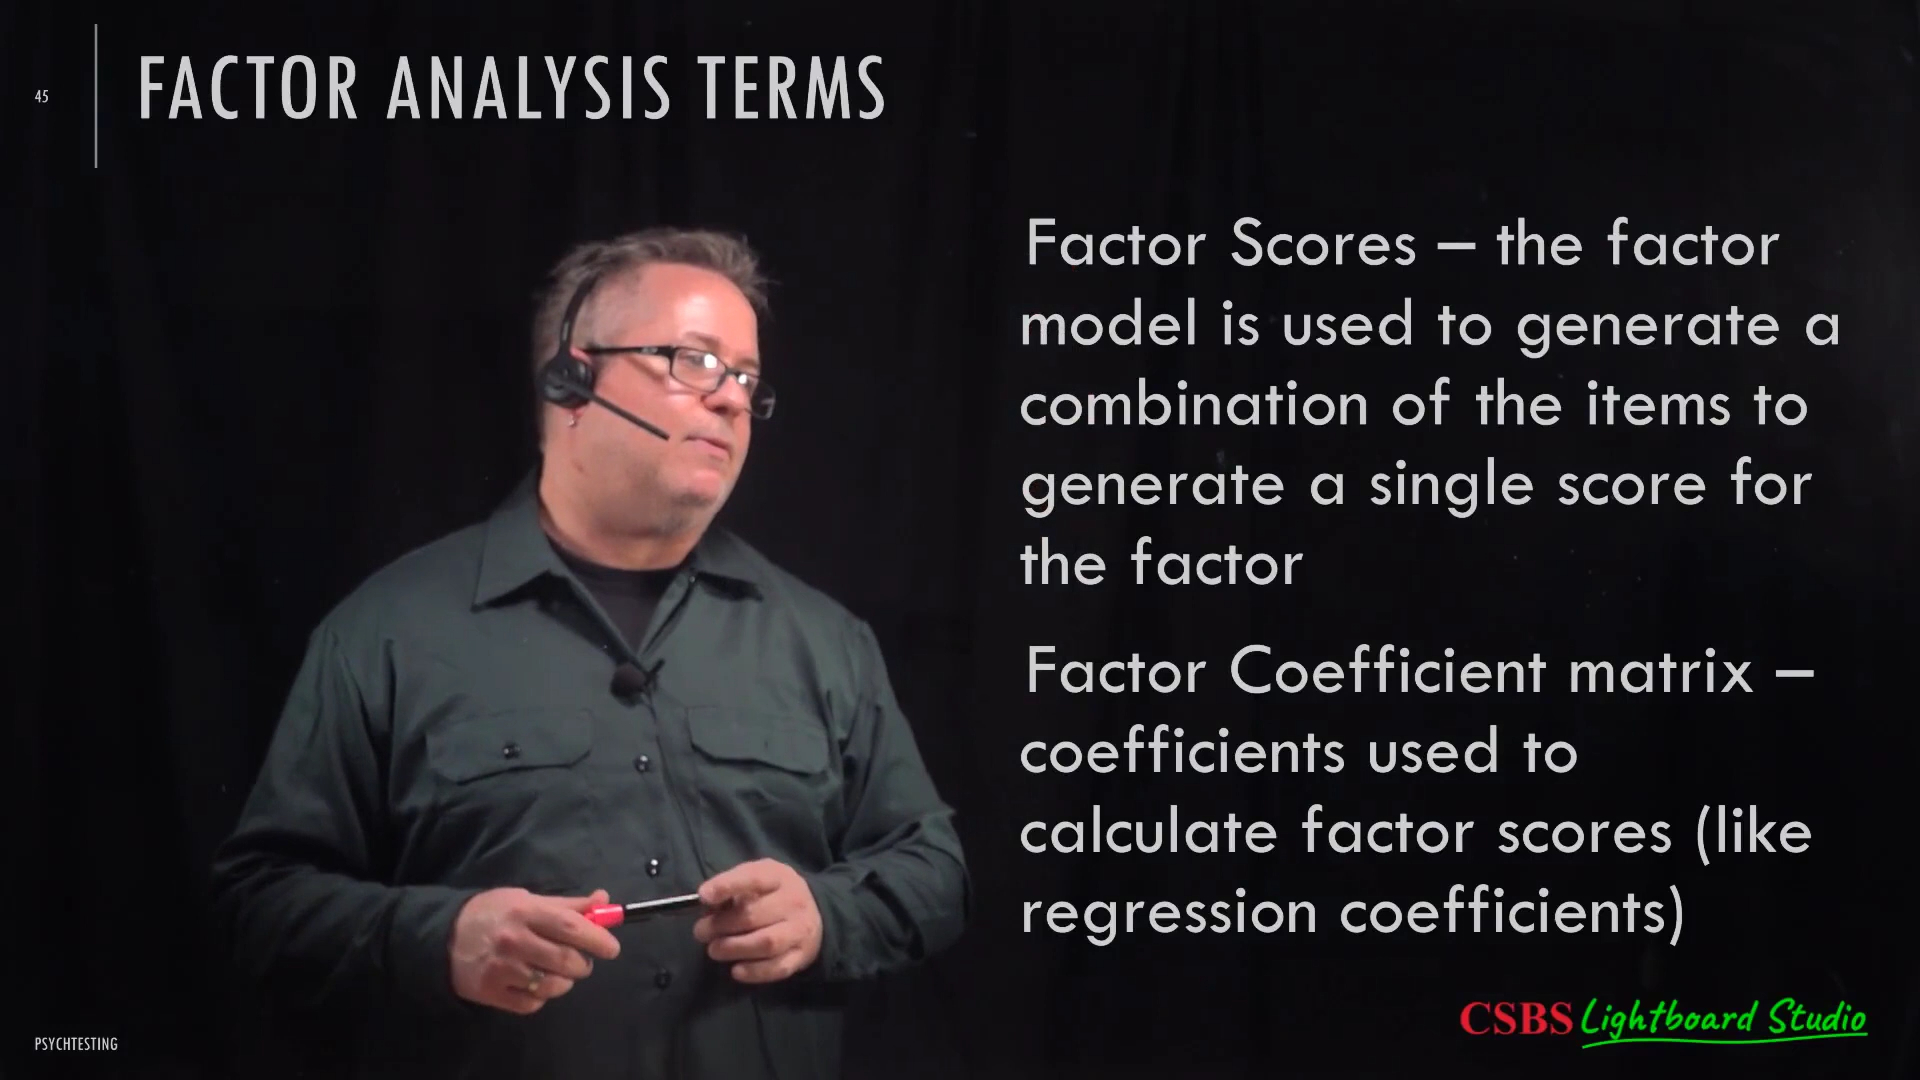 45
FACTOR ANALYSIS TERMS
Factor Scores – the factor
model is used to generate a
combination of the items to
generate a single score for
the factor
Factor Coefficient matrix –
coefficients used to
calculate factor scores (like
regression coefficients)
CSBS Lightboard Studio
PSYCHTESTING